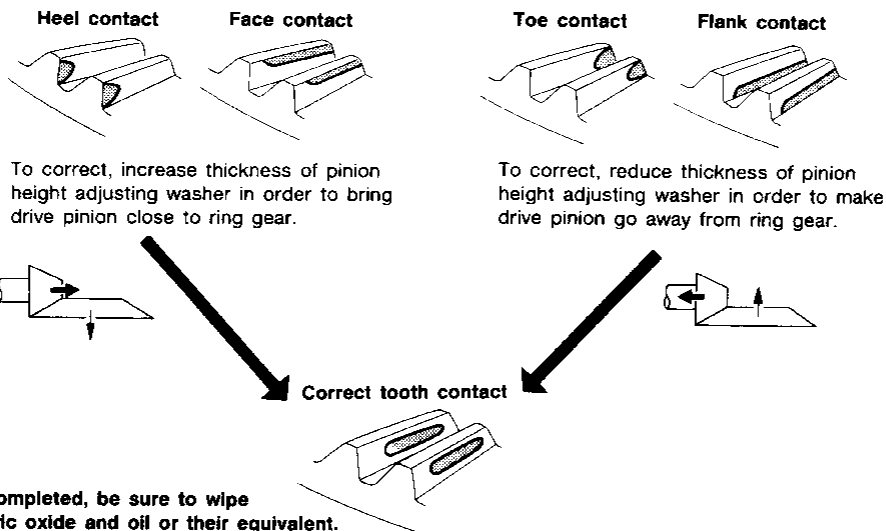 Heel contact Face contact Toe contact Flank contact
To correct, increase thickness of pinion
height adjusting washer in order to bring
drive pinion close to ring gear.
To correct, reduce thickness of pinion
height adjusting washer in order to make
drive pinion go away from ring gear.
Correct tooth contact
ompleted, be sure to wipe
ic oxide and oil or their equivalent.